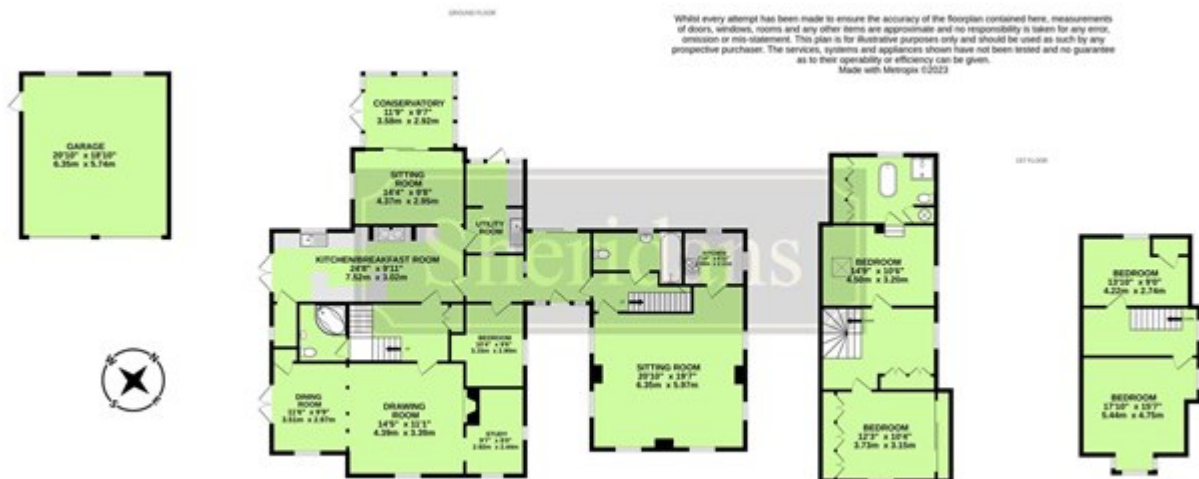 GROUND FLOOR
Whilst every attempt has been made to ensure the accuracy of the floorplan contained here, measurements
of doors, windows, rooms and any other items are approximate and no responsibility is taken for any error,
omission or mis-statement. This plan is for illustrative purposes only and should be used as such by any
prospective purchaser. The services, systems and appliances shown have not been tested and no guarantee
as to their operability or efficiency can be given.
Made with Metropix ©2023
GARAGE
20'10" x 18'10"
6.35m x 5.74m
CONSERVATORY
11'9" x 9'7"
3.58m x 2.92m
SITTING
ROOM
14'4" x 9'8"
4.37m x 2.95m
UTILITY
ROOM
KITCHEN/BREAKFAST ROOM
24'8" x 9'11"
7.52m x 3.02m
KITCHEN
BEDROOM
DINING
ROOM
11'6" x 9'9"
3.51m x 2.97m
DRAWING
ROOM
14'5" x 11'1"
4.39m x 3.39m
STUDY
SITTING ROOM
20'10" x 19'7"
6.35m x 5.97m
Sheridans
1ST FLOOR
BEDROOM
14'9" x 10'6"
4.50m x 3.20m
BEDROOM
12'3" x 10'4"
3.73m x 3.15m
BEDROOM
13'10" x 9'0"
4.22m x 2.74m
BEDROOM
17'10" x 15'7"
5.44m x 4.75m
N
E
S
W